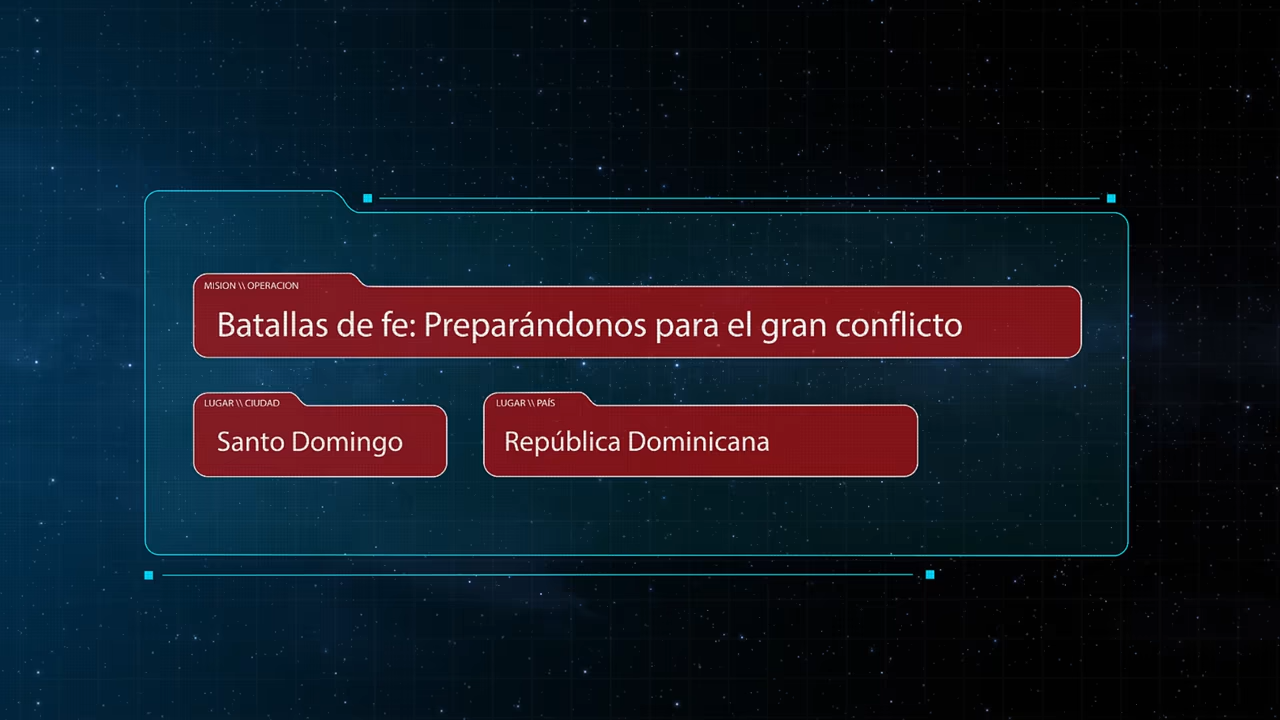 MISION \\ OPERACION
Batallas de fe: Preparándonos para el gran conflicto
LUGAR \\ CIUDAD
Santo Domingo
LUGAR \\ PAÍS
República Dominicana